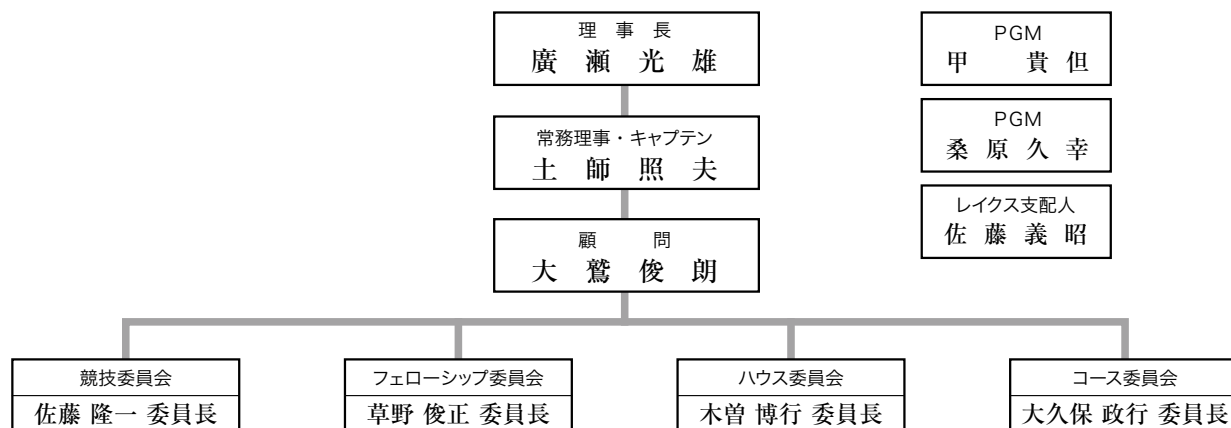 理事長
廣瀬光雄
常務理事・キャプテン
土師照夫
顧問
大鷲俊朗
PGM
甲 貴但
PGM
桑原久幸
レイクス支配人
佐藤義昭
競技委員会
佐藤 隆一 委員長
フェローシップ委員会
草野 俊正 委員長
ハウス委員会
木曽 博行 委員長
コース委員会
大久保 政行 委員長